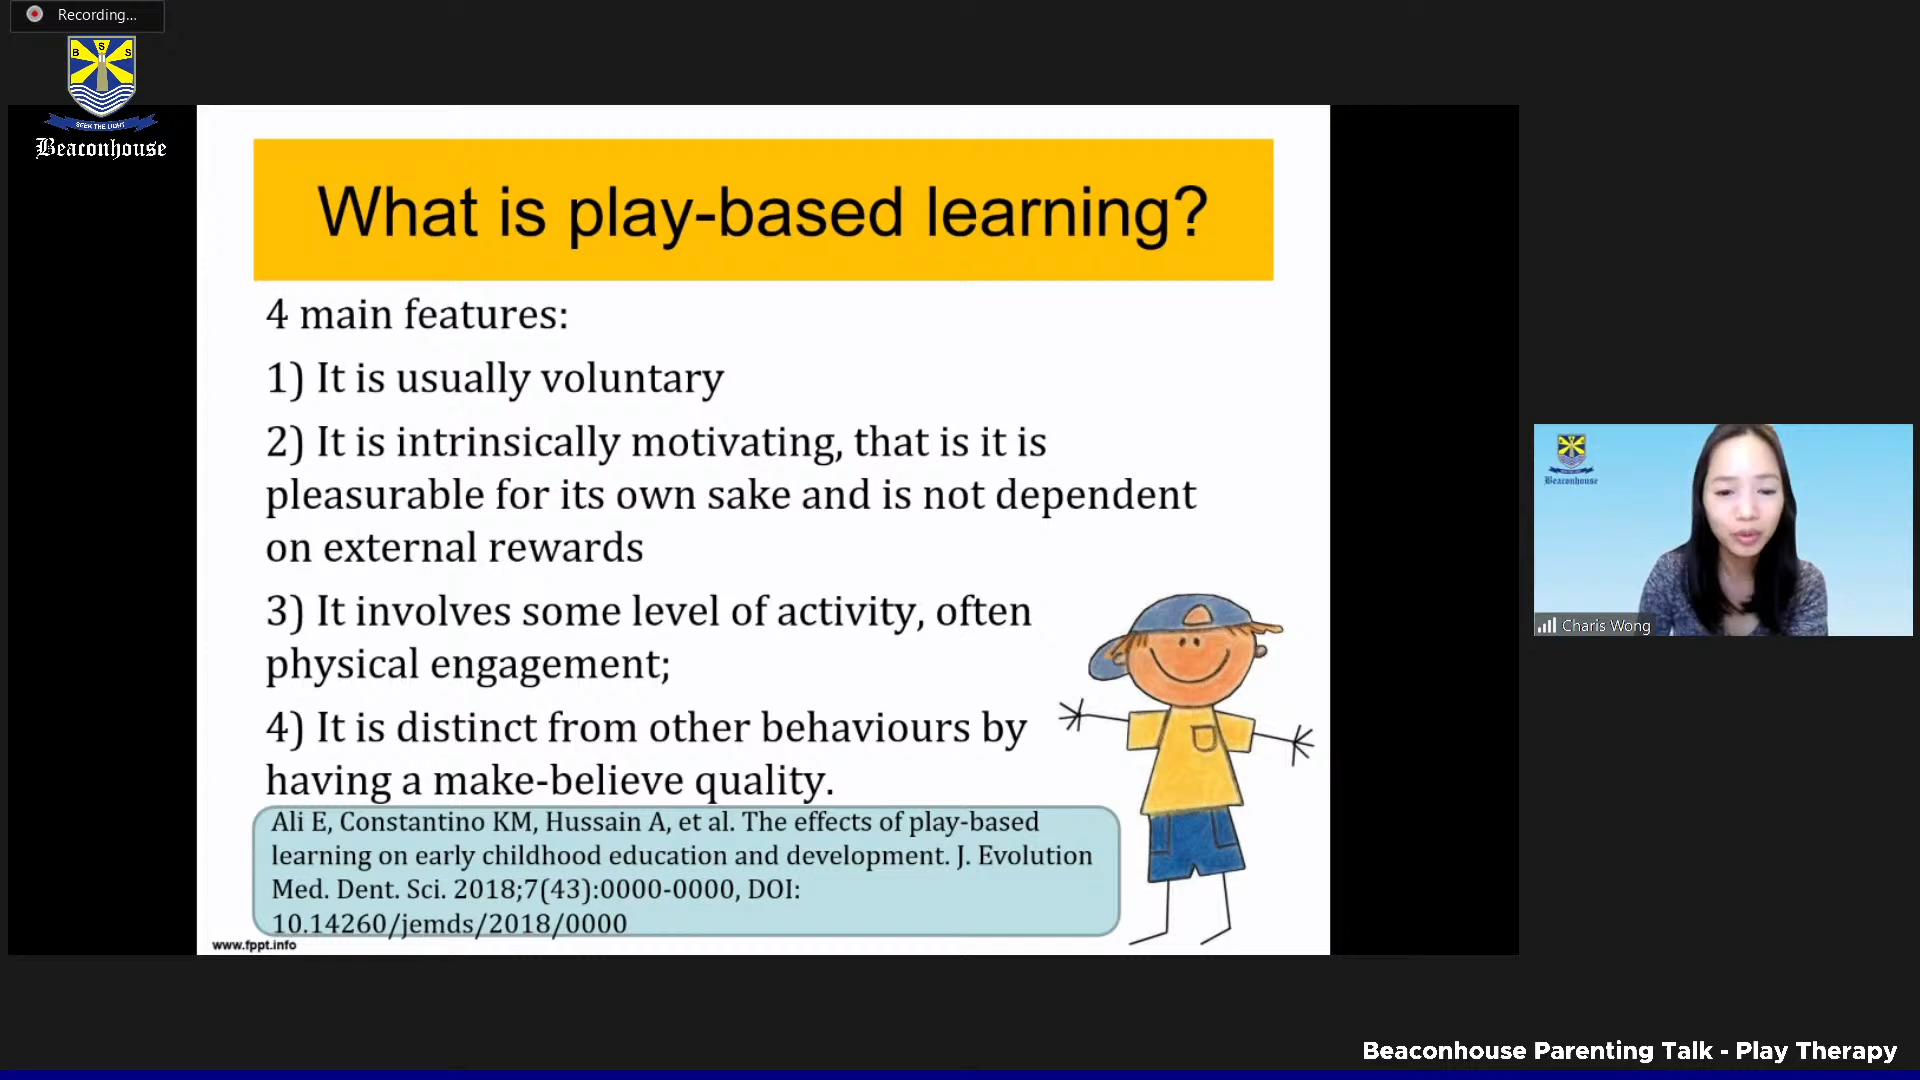 Recording...
B S S
SEEK THE LIGHT
Beaconhouse
What is play-based learning?
4 main features:
1) It is usually voluntary
2) It is intrinsically motivating, that is it is
pleasurable for its own sake and is not dependent
on external rewards
3) It involves some level of activity, often
physical engagement;
4) It is distinct from other behaviours by
having a make-believe quality.
Ali E, Constantino KM, Hussain A, et al. The effects of play-based
learning on early childhood education and development. J. Evolution
Med. Dent. Sci. 2018;7(43):0000-0000, DOI:
10.14260/jemds/2018/0000
www.fppt.info
Beaconhouse
Charis Wong
Beaconhouse Parenting Talk - Play Therapy